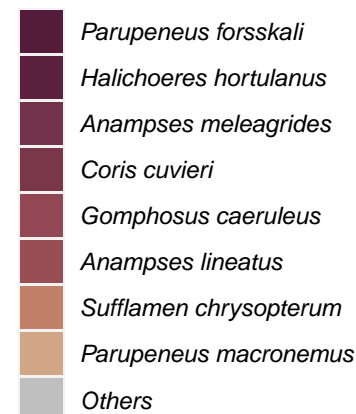 Parupeneus forsskali
Halichoeres hortulanus
Anampses meleagrides
Coris cuvieri
Gomphosus caeruleus
Anampses lineatus
Sufflamen chrysopterum
Parupeneus macronemus
Others